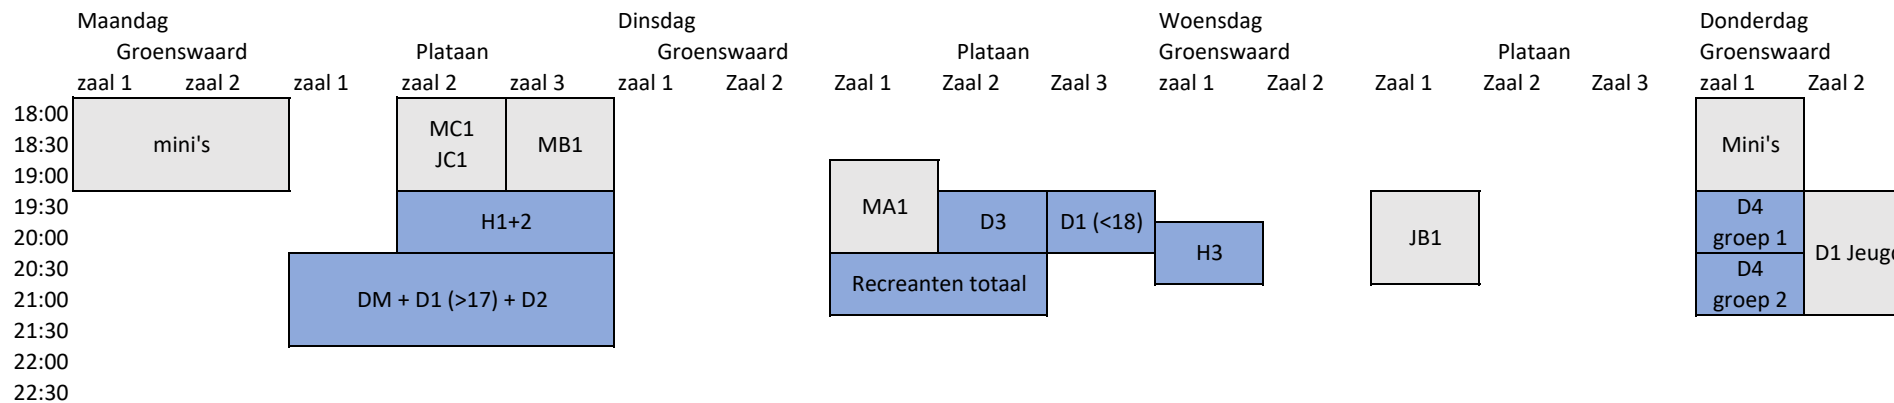 Maandag Dinsdag Woensdag Donderdag
Groenswaard Plataan Groenswaard Plataan Groenswaard Plataan Groenswaard
zaal 1 zaal 2 zaal 1 zaal 2 zaal 3 zaal 1 Zaal 2 Zaal 1 Zaal 2 Zaal 3 zaal 1 Zaal 2 Zaal 1 Zaal 2 Zaal 3 zaal 1 Zaal 2
18:00
MC1
18:30 mini's MB1 Mini's
JC1
19:00
19:30 MA1 D3 D1 (<18) D4
H1+2
20:00 H3 JB1 groep 1
D1 Jeug
20:30 Recreanten totaal D4
21:00 DM + D1 (>17) + D2 groep 2
21:30
22:00
22:30